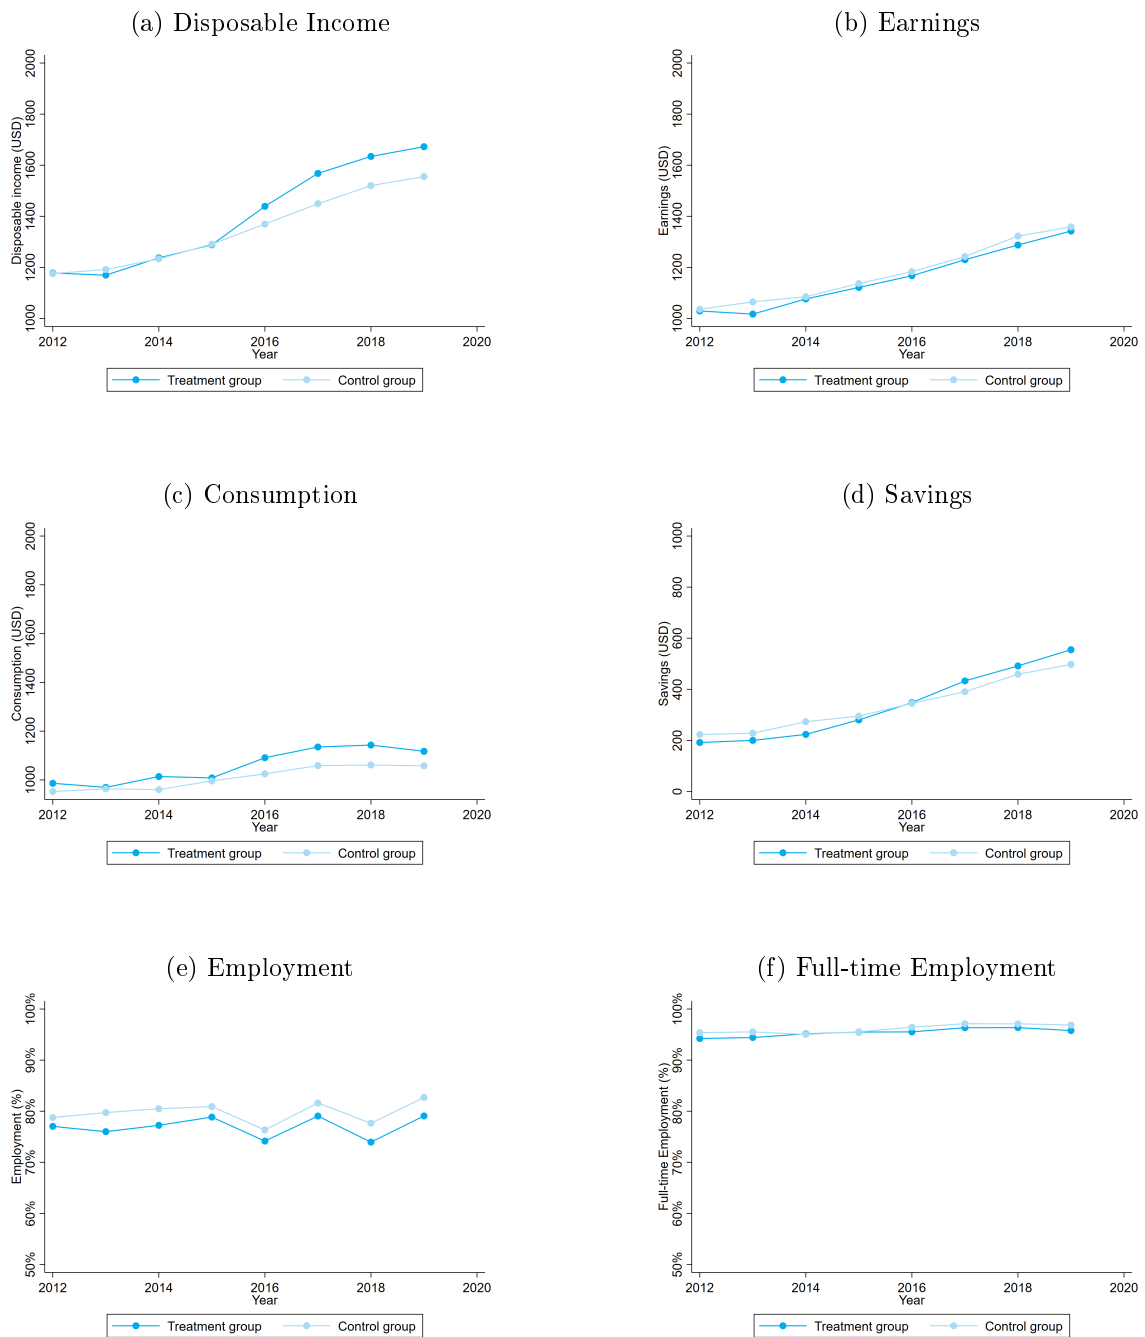 (a) Disposable Income
Disposable income (USD)
2000
1800
1600
1400
1200
1000
2012 2014 2016 2018 2020
Year
Treatment group Control group
(b) Earnings
Earnings (USD)
2000
1800
1600
1400
1200
1000
2012 2014 2016 2018 2020
Year
Treatment group Control group
(c) Consumption
Consumption (USD)
2000
1800
1600
1400
1200
1000
2012 2014 2016 2018 2020
Year
Treatment group Control group
(d) Savings
Savings (USD)
1000
800
600
400
200
0
2012 2014 2016 2018 2020
Year
Treatment group Control group
(e) Employment
Employment (%)
100%
90%
80%
70%
60%
50%
2012 2014 2016 2018 2020
Year
Treatment group Control group
(f) Full-time Employment
Full-time Employment (%)
100%
90%
80%
70%
60%
50%
2012 2014 2016 2018 2020
Year
Treatment group Control group